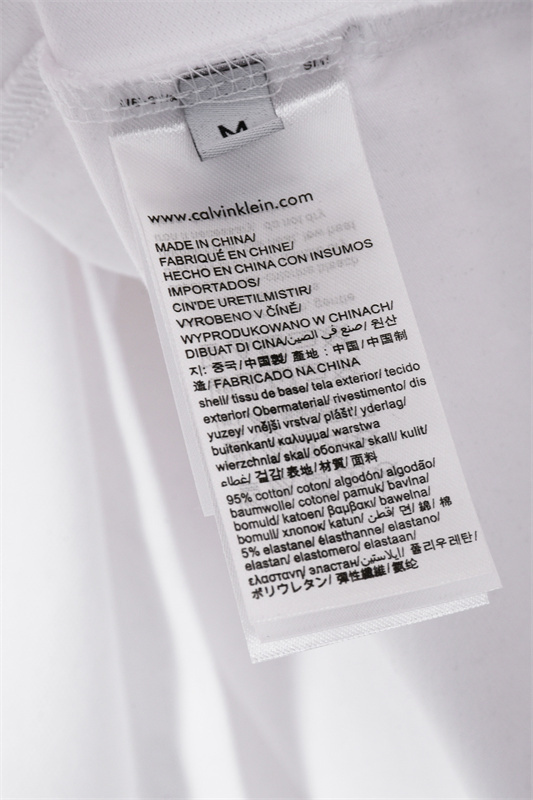 M
www.calvinklein.com
MADE IN CHINA/
FABRIQUÉ EN CHINE/
HECHO EN CHINA CON INSUMOS
IMPORTADOS/
CIN'DE URETILMISTIR/
VYROBENO V ČÍNĚ/
WYPRODUKOWANO W CHINACH/
DIBUAT DI CINA/صنع في الصين/ 원산
지: 중국/中国製/ 產地 : 中国/ 中国制
造/ FABRICADO NA CHINA
shell/ tissu de base/ tela exterior/ tecido
exterior/ Obermaterial/ rivestimento/ dis
yuzey/ vnější vrstva/ plášť/ yderlag/
buitenkant/ καλυμμα/ warstwa
wierzchnia/ skal/ оболочка/ skall/ kulit/
غطاء/ 겉감/ 表地/ 材質/ 面料
95% cotton/ coton/ algodón/ algodão/
baumwolle/ cotone/ pamuk/ bavlna/
bomuld/ katoen/ βαμβακι/ bawelna/
bomull/ хлопок/ katun/ قطن/ 면/ 綿/ 棉
5% elastane/ élasthanne/ elastano/
elastan/ elastomero/ elastaan/
ελαστανη/ эластан/ ايلاستين/ 폴리우레탄/
ポリウレタン/ 彈性纖維/ 氨纶